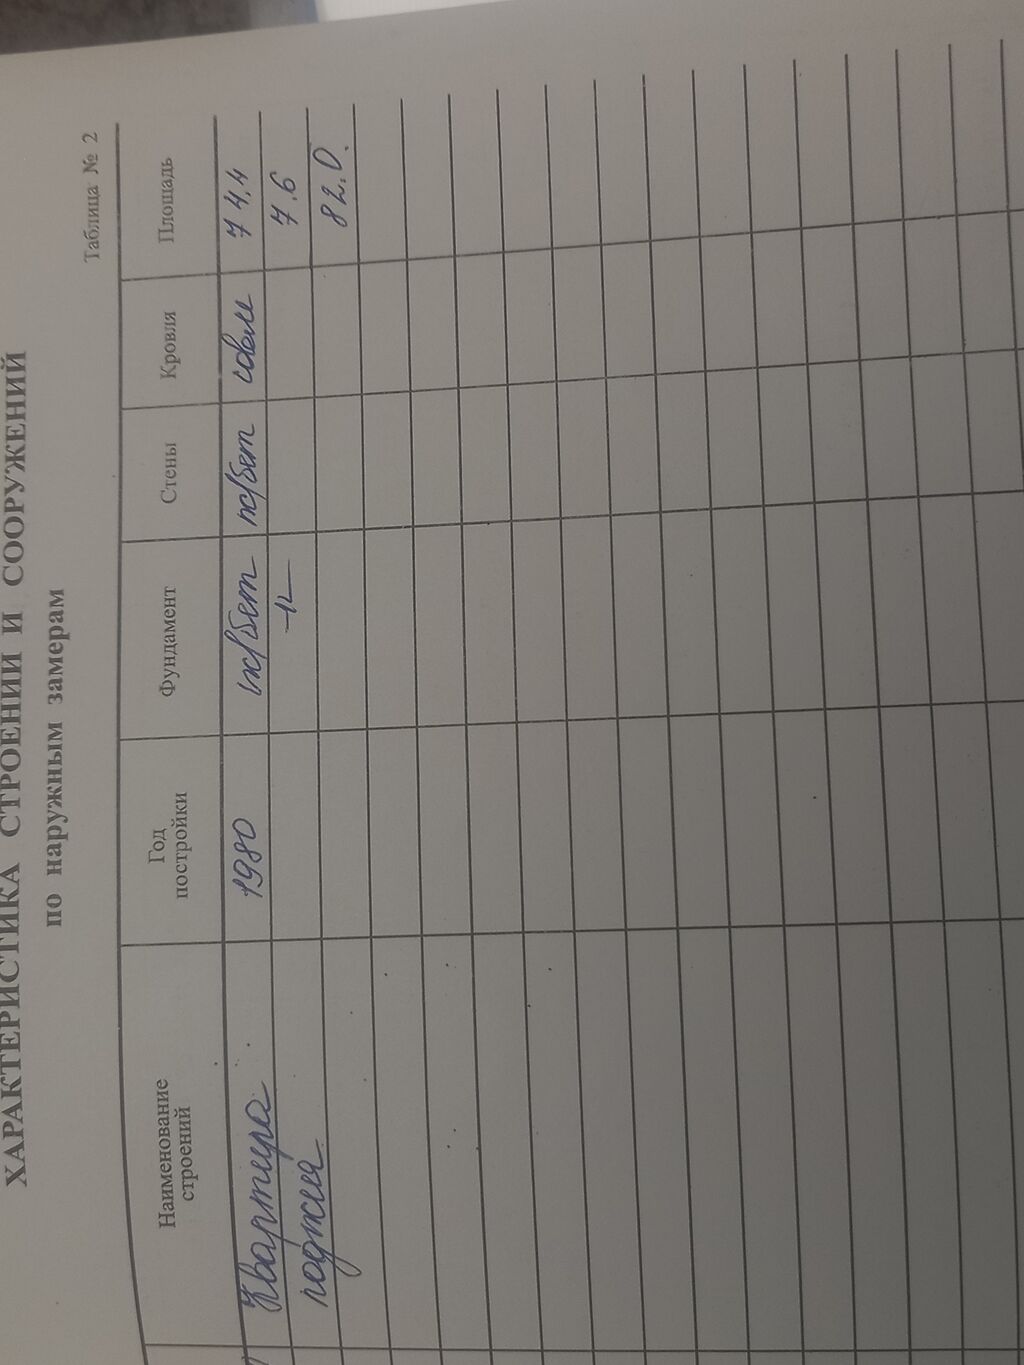 ХАРАКТЕРИСТИКА СТРОЕНИЙ И СООРУЖЕНИЙ
по наружным замерам
Таблица № 2
Наименование строений Год постройки Фундамент Стены Кровля Площадь
Квартира 1980 ж/бет ж/бет совм 74,4
лоджия -"- 7.6
82.0.